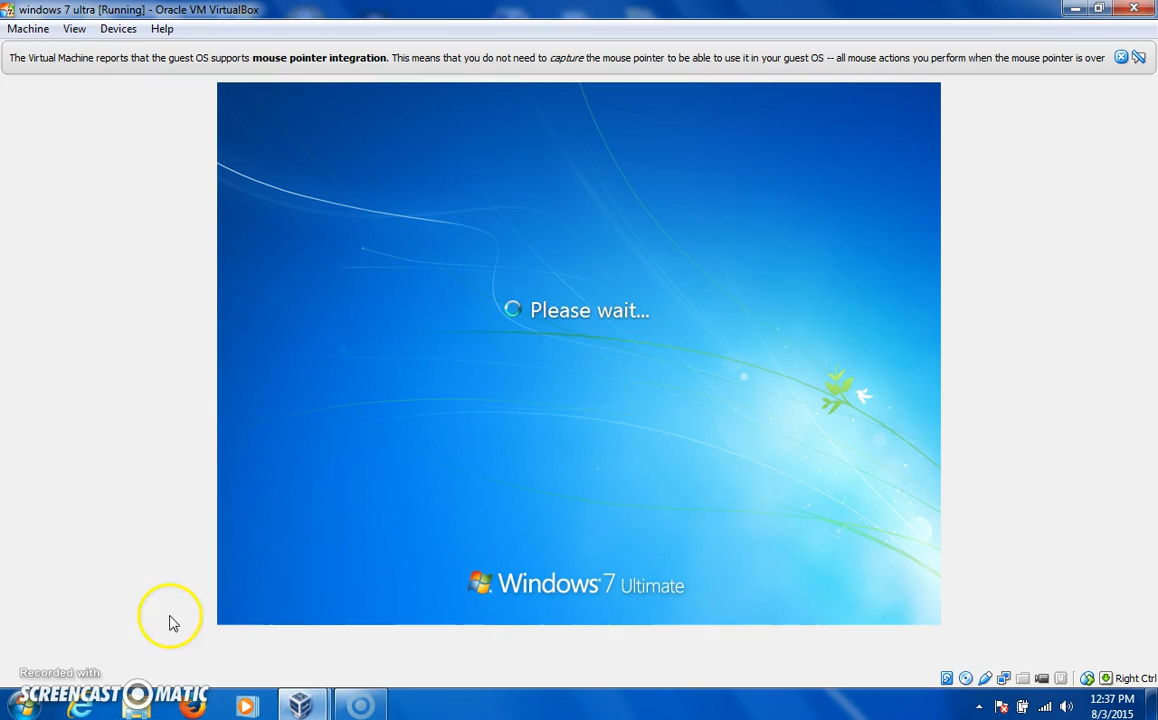 windows 7 ultra [Running] - Oracle VM VirtualBox
Machine View Devices Help
The Virtual Machine reports that the guest OS supports mouse pointer integration. This means that you do not need to capture the mouse pointer to be able to use it in your guest OS -- all mouse actions you perform when the mouse pointer is over
Please wait...
Windows 7 Ultimate
Right Ctrl
Recorded with
SCREENCAST MATIC
12:37 PM
8/3/2015